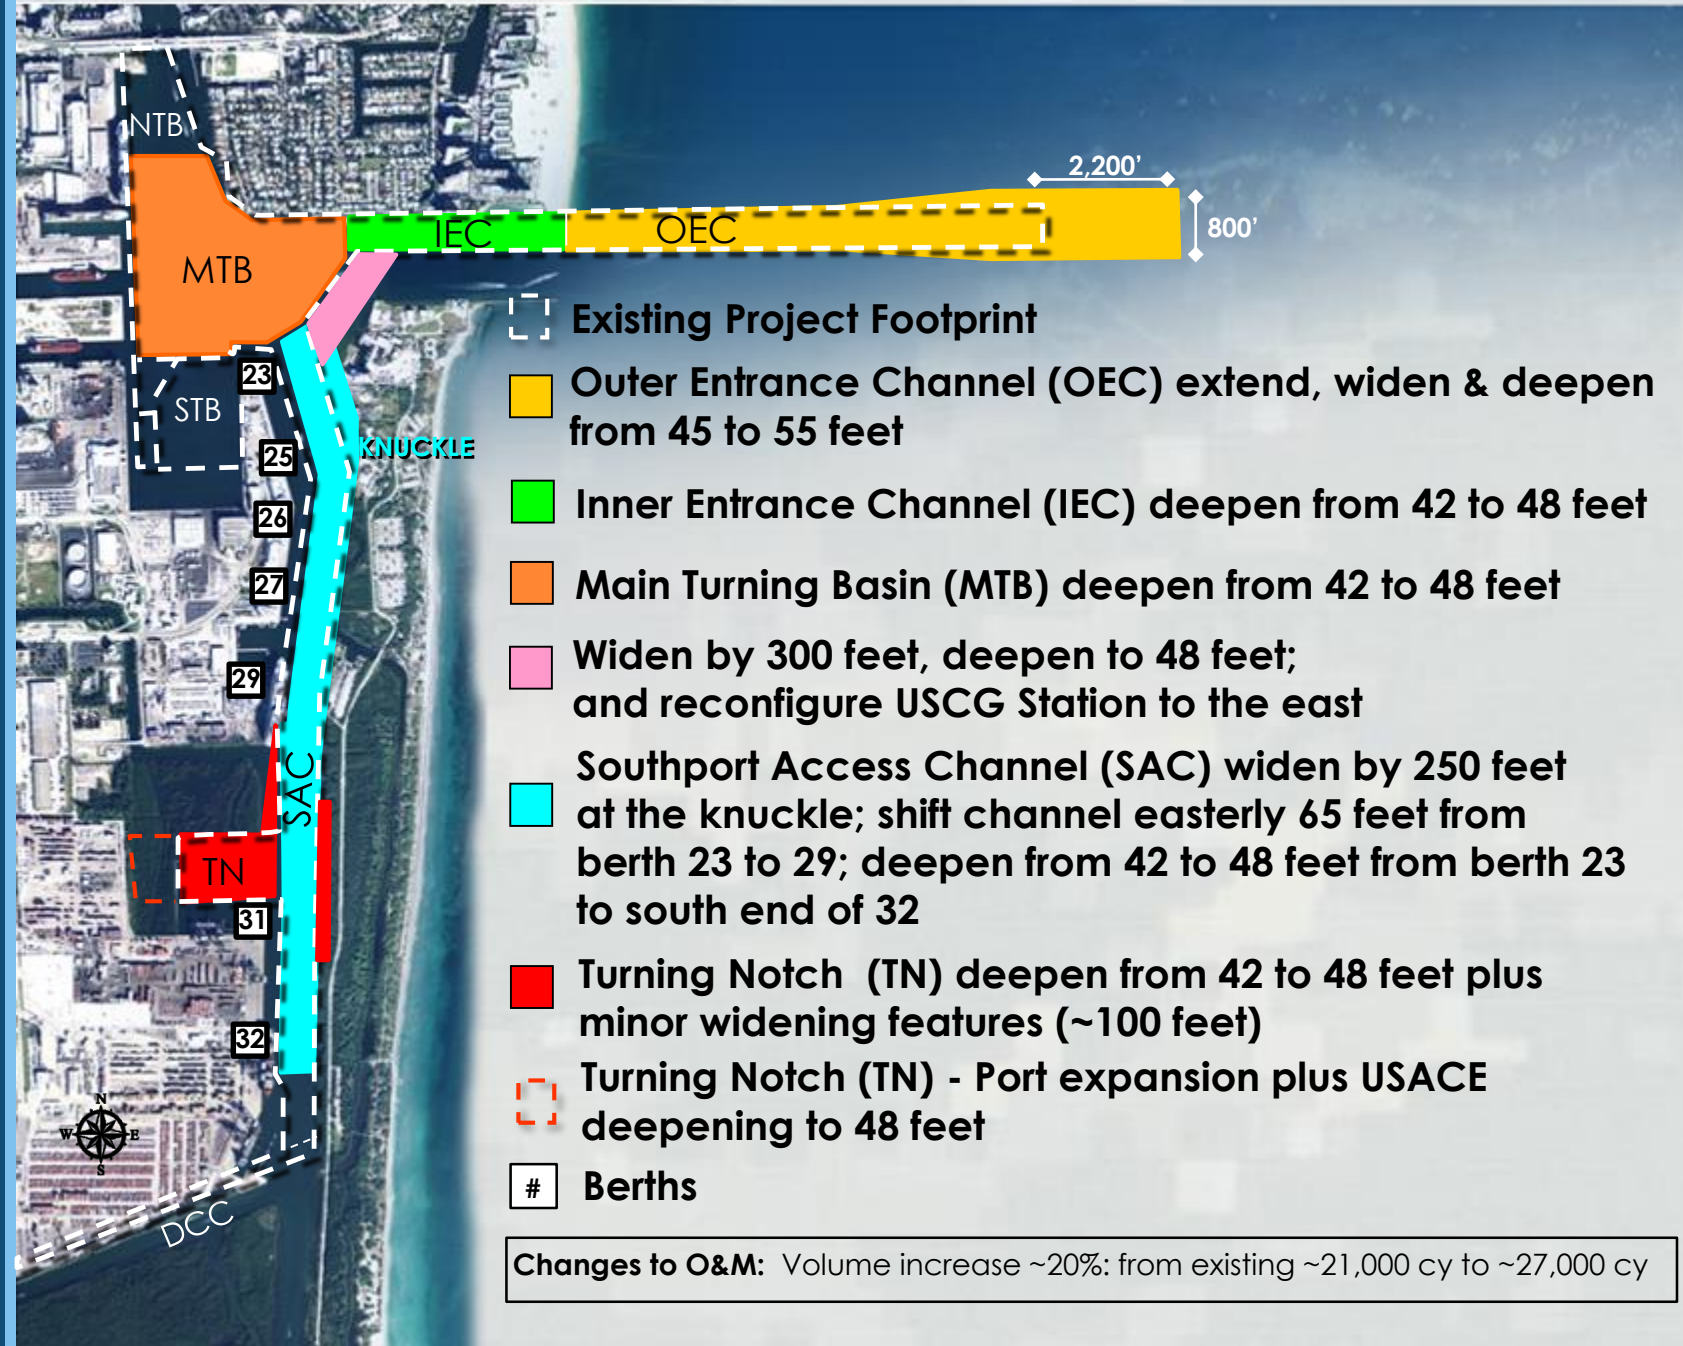 NTB
2,200’
800’
IEC
OEC
MTB
Existing Project Footprint
23
Outer Entrance Channel (OEC) extend, widen & deepen
from 45 to 55 feet
STB
KNUCKLE
25
Inner Entrance Channel (IEC) deepen from 42 to 48 feet
26
Main Turning Basin (MTB) deepen from 42 to 48 feet
27
Widen by 300 feet, deepen to 48 feet;
and reconfigure USCG Station to the east
29
Southport Access Channel (SAC) widen by 250 feet
at the knuckle; shift channel easterly 65 feet from
berth 23 to 29; deepen from 42 to 48 feet from berth 23
to south end of 32
SAC
TN
31
Turning Notch (TN) deepen from 42 to 48 feet plus
minor widening features (~100 feet)
32
Turning Notch (TN) - Port expansion plus USACE
deepening to 48 feet
N
W E
S
# Berths
DCC
Changes to O&M: Volume increase ~20%: from existing ~21,000 cy to ~27,000 cy